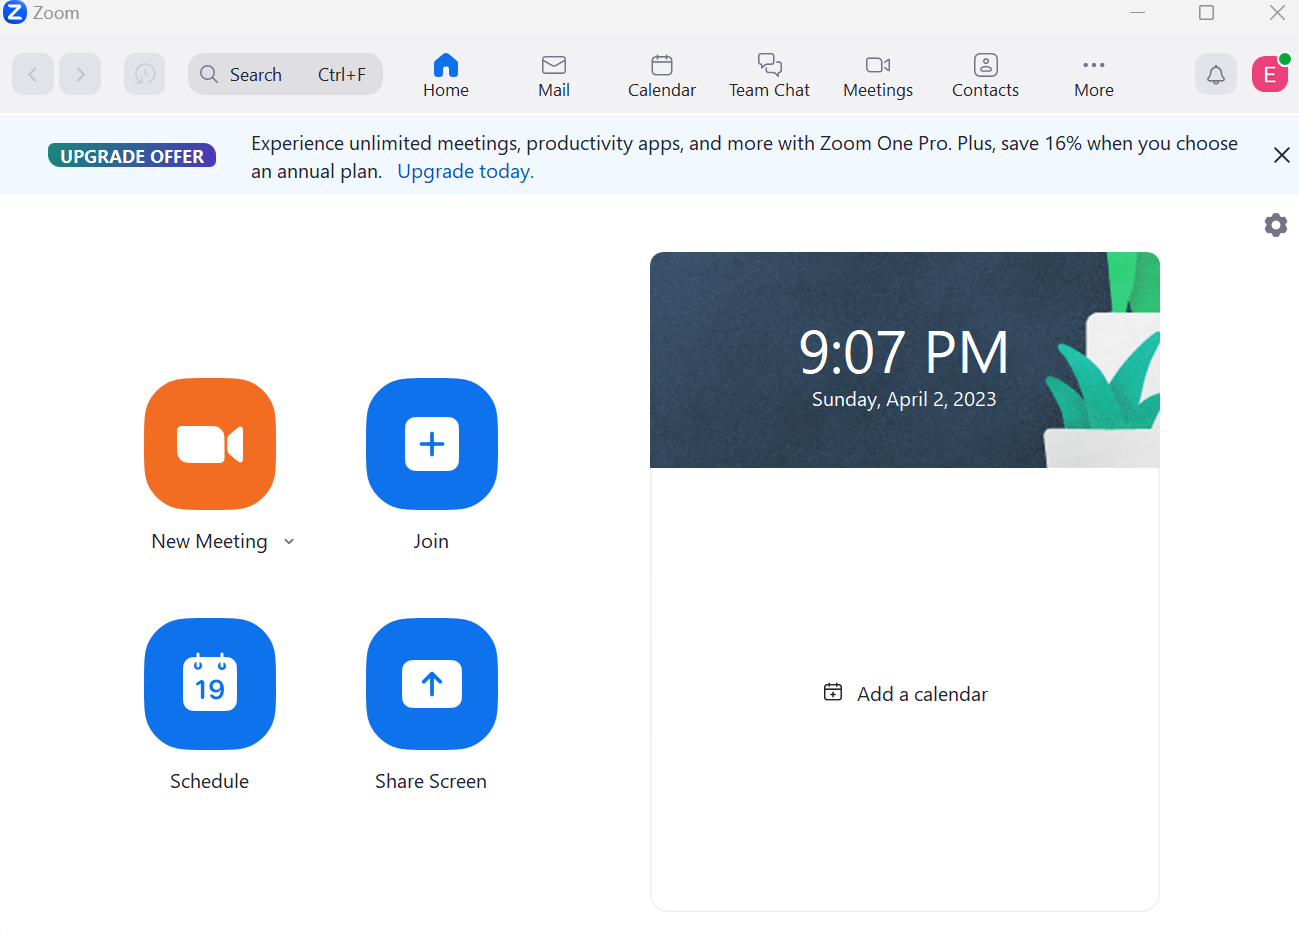 Zoom
Search Ctrl+F
Home
Mail
Calendar
Team Chat
Meetings
Contacts
More
E
UPGRADE OFFER
Experience unlimited meetings, productivity apps, and more with Zoom One Pro. Plus, save 16% when you choose
an annual plan. Upgrade today.
9:07 PM
Sunday, April 2, 2023
New Meeting
Join
19
Schedule
Share Screen
Add a calendar